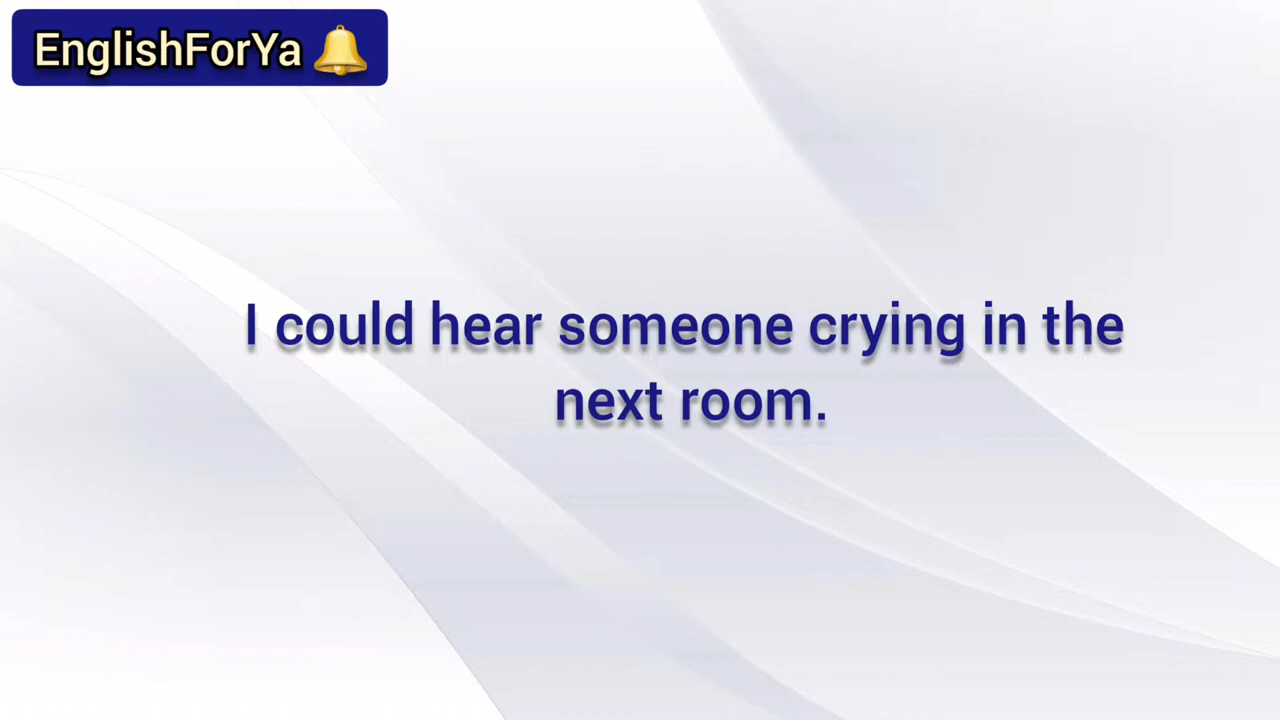 EnglishForYa 🔔
I could hear someone crying in the
next room.